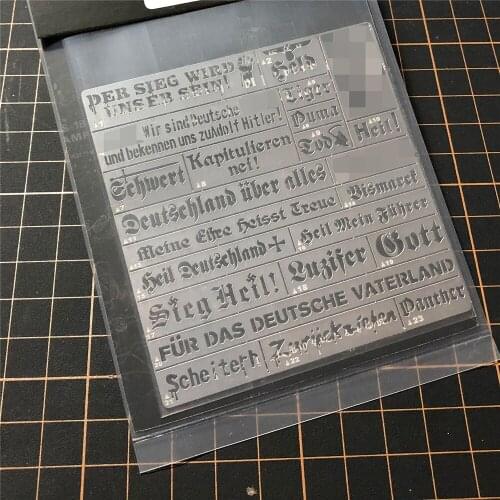 DER SIEG WIRD
UNSER SEIN!
Held
Tiger
Wir sind Deutsche
und bekennen uns zu Adolf Hitler!
Puma
Schwert
Kapitulieren
nei!
Tod
Heil!
Deutschland über alles
Meine Ehre Heisst Treue
Bismarck
Heil Deutschland
Heil Mein Führer
Sieg Heil!
Luzifer
Gott
FÜR DAS DEUTSCHE VATERLAND
Scheitern
Panther